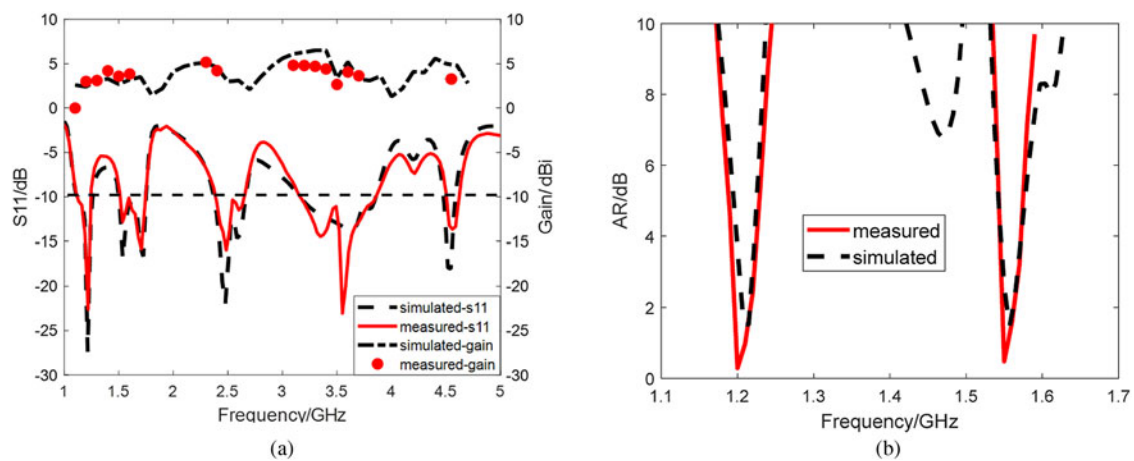 10
5
0
-5
-10
-15
-20
-25
-30
S11/dB
10
5
0
-5
-10
-15
-20
-25
-30
Gain/ dBi
simulated-s11
measured-s11
simulated-gain
measured-gain
1 1.5 2 2.5 3 3.5 4 4.5 5
Frequency/GHz
(a)
10
8
6
4
2
0
AR/dB
measured
simulated
1.1 1.2 1.3 1.4 1.5 1.6 1.7
Frequency/GHz
(b)